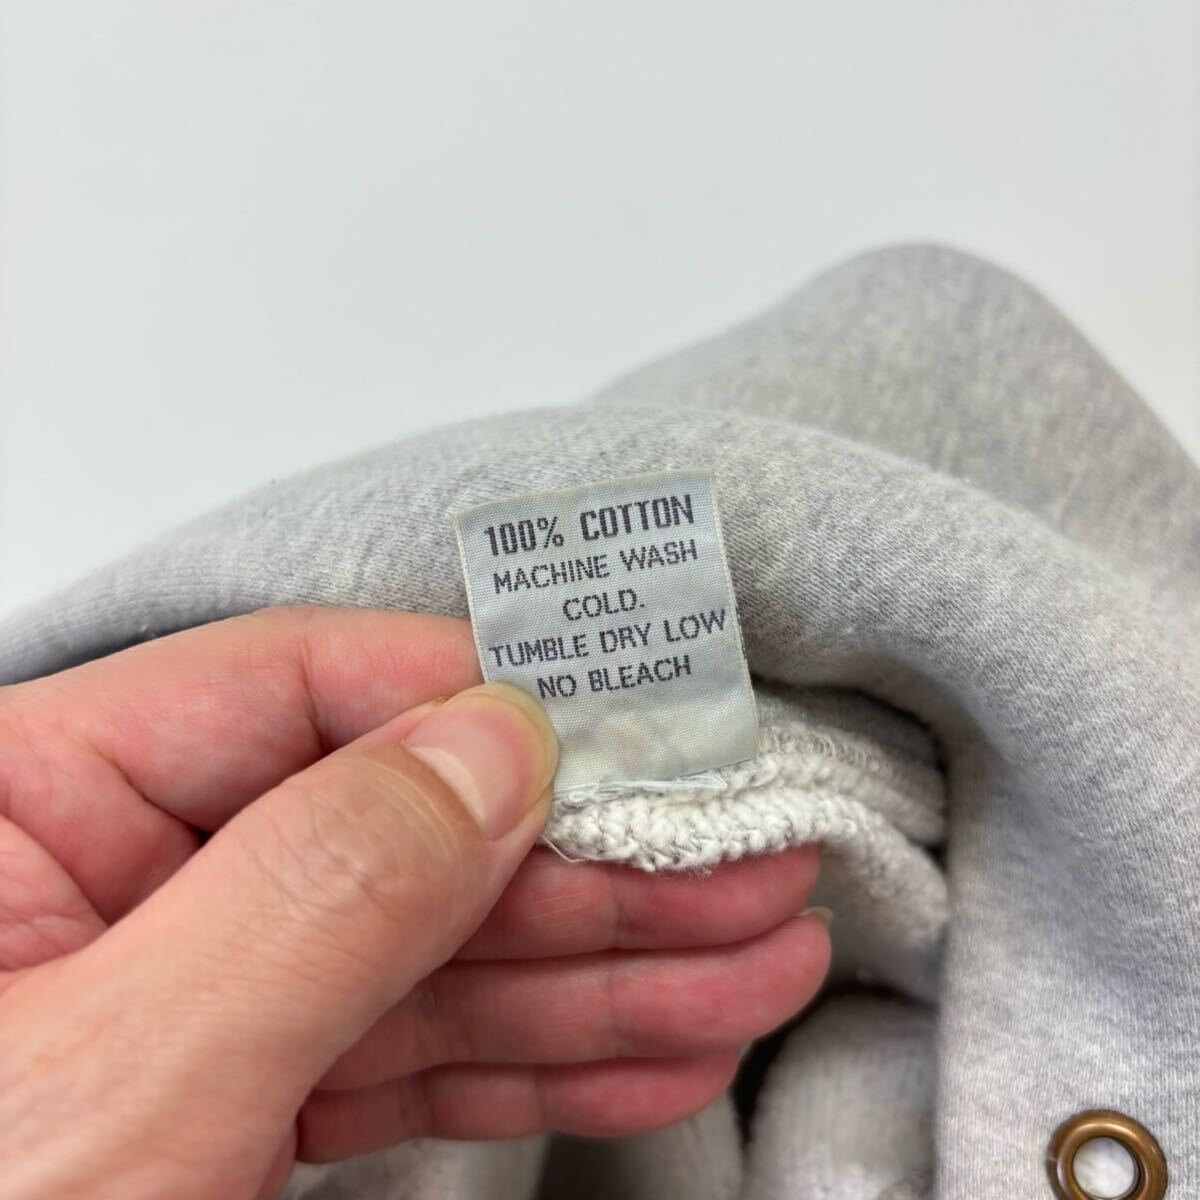 100% COTTON
MACHINE WASH
COLD.
TUMBLE DRY LOW
NO BLEACH